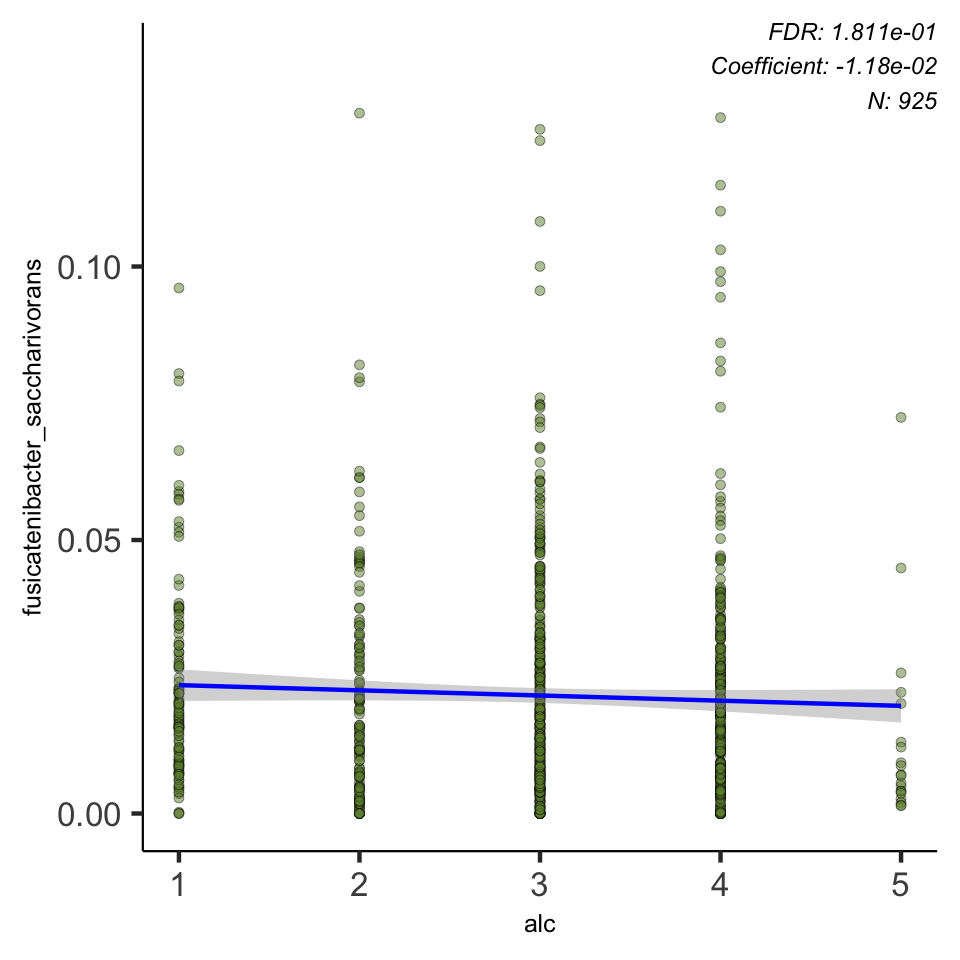 FDR: 1.811e-01
Coefficient: -1.18e-02
N: 925
fusicatenibacter_saccharivorans
0.10
0.05
0.00
1 2 3 4 5
alc